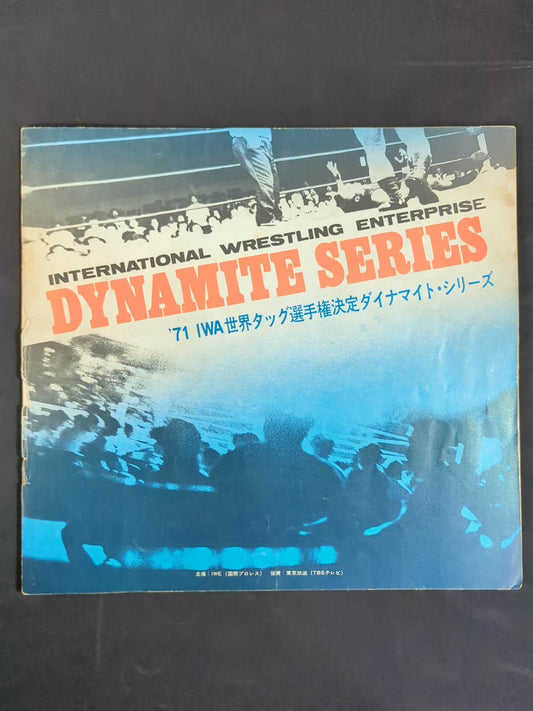 INTERNATIONAL WRESTLING ENTERPRISE
DYNAMITE SERIES
'71 IWA世界タッグ選手権決定ダイナマイト・シリーズ
主催：IWE（国際プロレス） 協賛：東京放送（TBSテレビ）